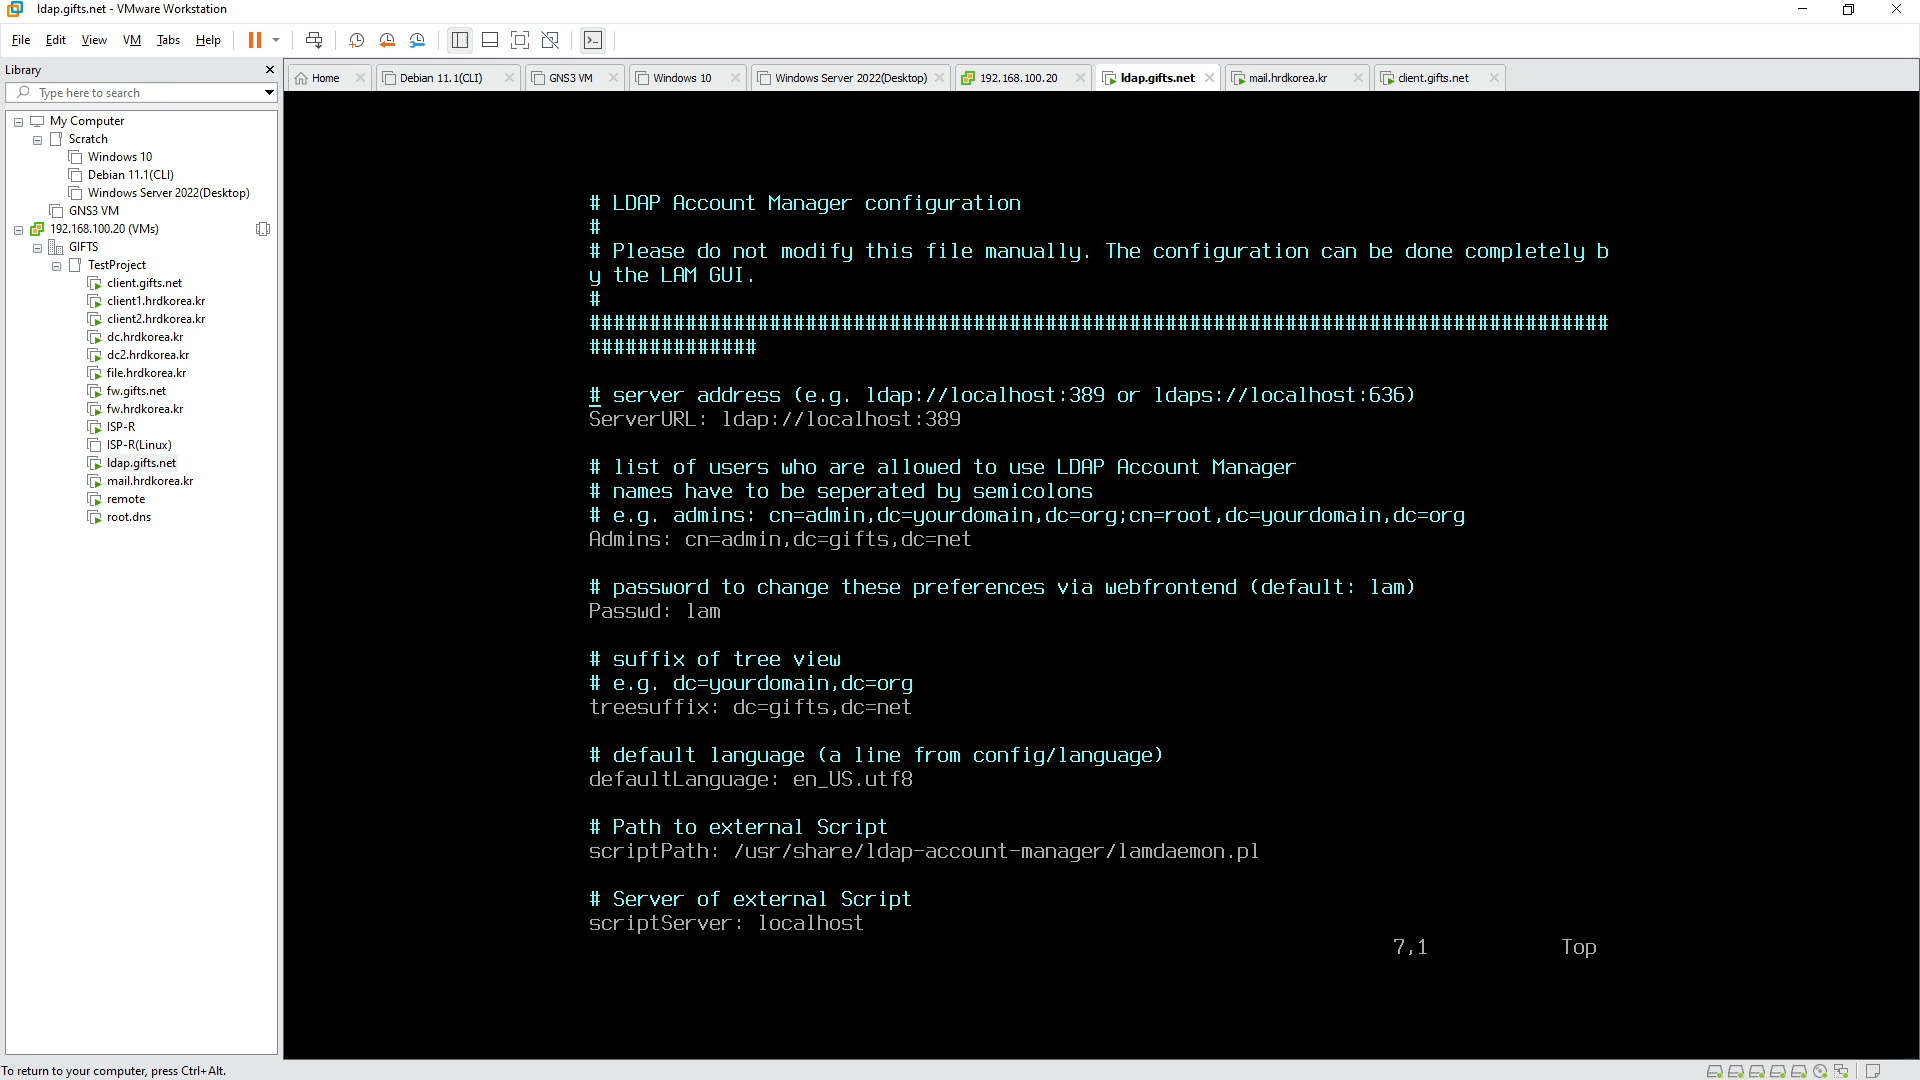 ldap.gifts.net - VMware Workstation
File Edit View VM Tabs Help
Library
Home Debian 11.1(CLI) GNS3 VM Windows 10 Windows Server 2022(Desktop) 192.168.100.20 ldap.gifts.net mail.hrdkorea.kr client.gifts.net
Type here to search
My Computer
Scratch
Windows 10
Debian 11.1(CLI)
Windows Server 2022(Desktop)
GNS3 VM
192.168.100.20 (VMs)
GIFTS
TestProject
client.gifts.net
client1.hrdkorea.kr
client2.hrdkorea.kr
dc.hrdkorea.kr
dc2.hrdkorea.kr
file.hrdkorea.kr
fw.gifts.net
fw.hrdkorea.kr
ISP-R
ISP-R(Linux)
ldap.gifts.net
mail.hrdkorea.kr
remote
root.dns
# LDAP Account Manager configuration
#
# Please do not modify this file manually. The configuration can be done completely b
y the LAM GUI.
#
#####################################################################################
##############
# server address (e.g. ldap://localhost:389 or ldaps://localhost:636)
ServerURL: ldap://localhost:389
# list of users who are allowed to use LDAP Account Manager
# names have to be seperated by semicolons
# e.g. admins: cn=admin,dc=yourdomain,dc=org;cn=root,dc=yourdomain,dc=org
Admins: cn=admin,dc=gifts,dc=net
# password to change these preferences via webfrontend (default: lam)
Passwd: lam
# suffix of tree view
# e.g. dc=yourdomain,dc=org
treesuffix: dc=gifts,dc=net
# default language (a line from config/language)
defaultLanguage: en_US.utf8
# Path to external Script
scriptPath: /usr/share/ldap-account-manager/lamdaemon.pl
# Server of external Script
scriptServer: localhost
7,1 Top
To return to your computer, press Ctrl+Alt.